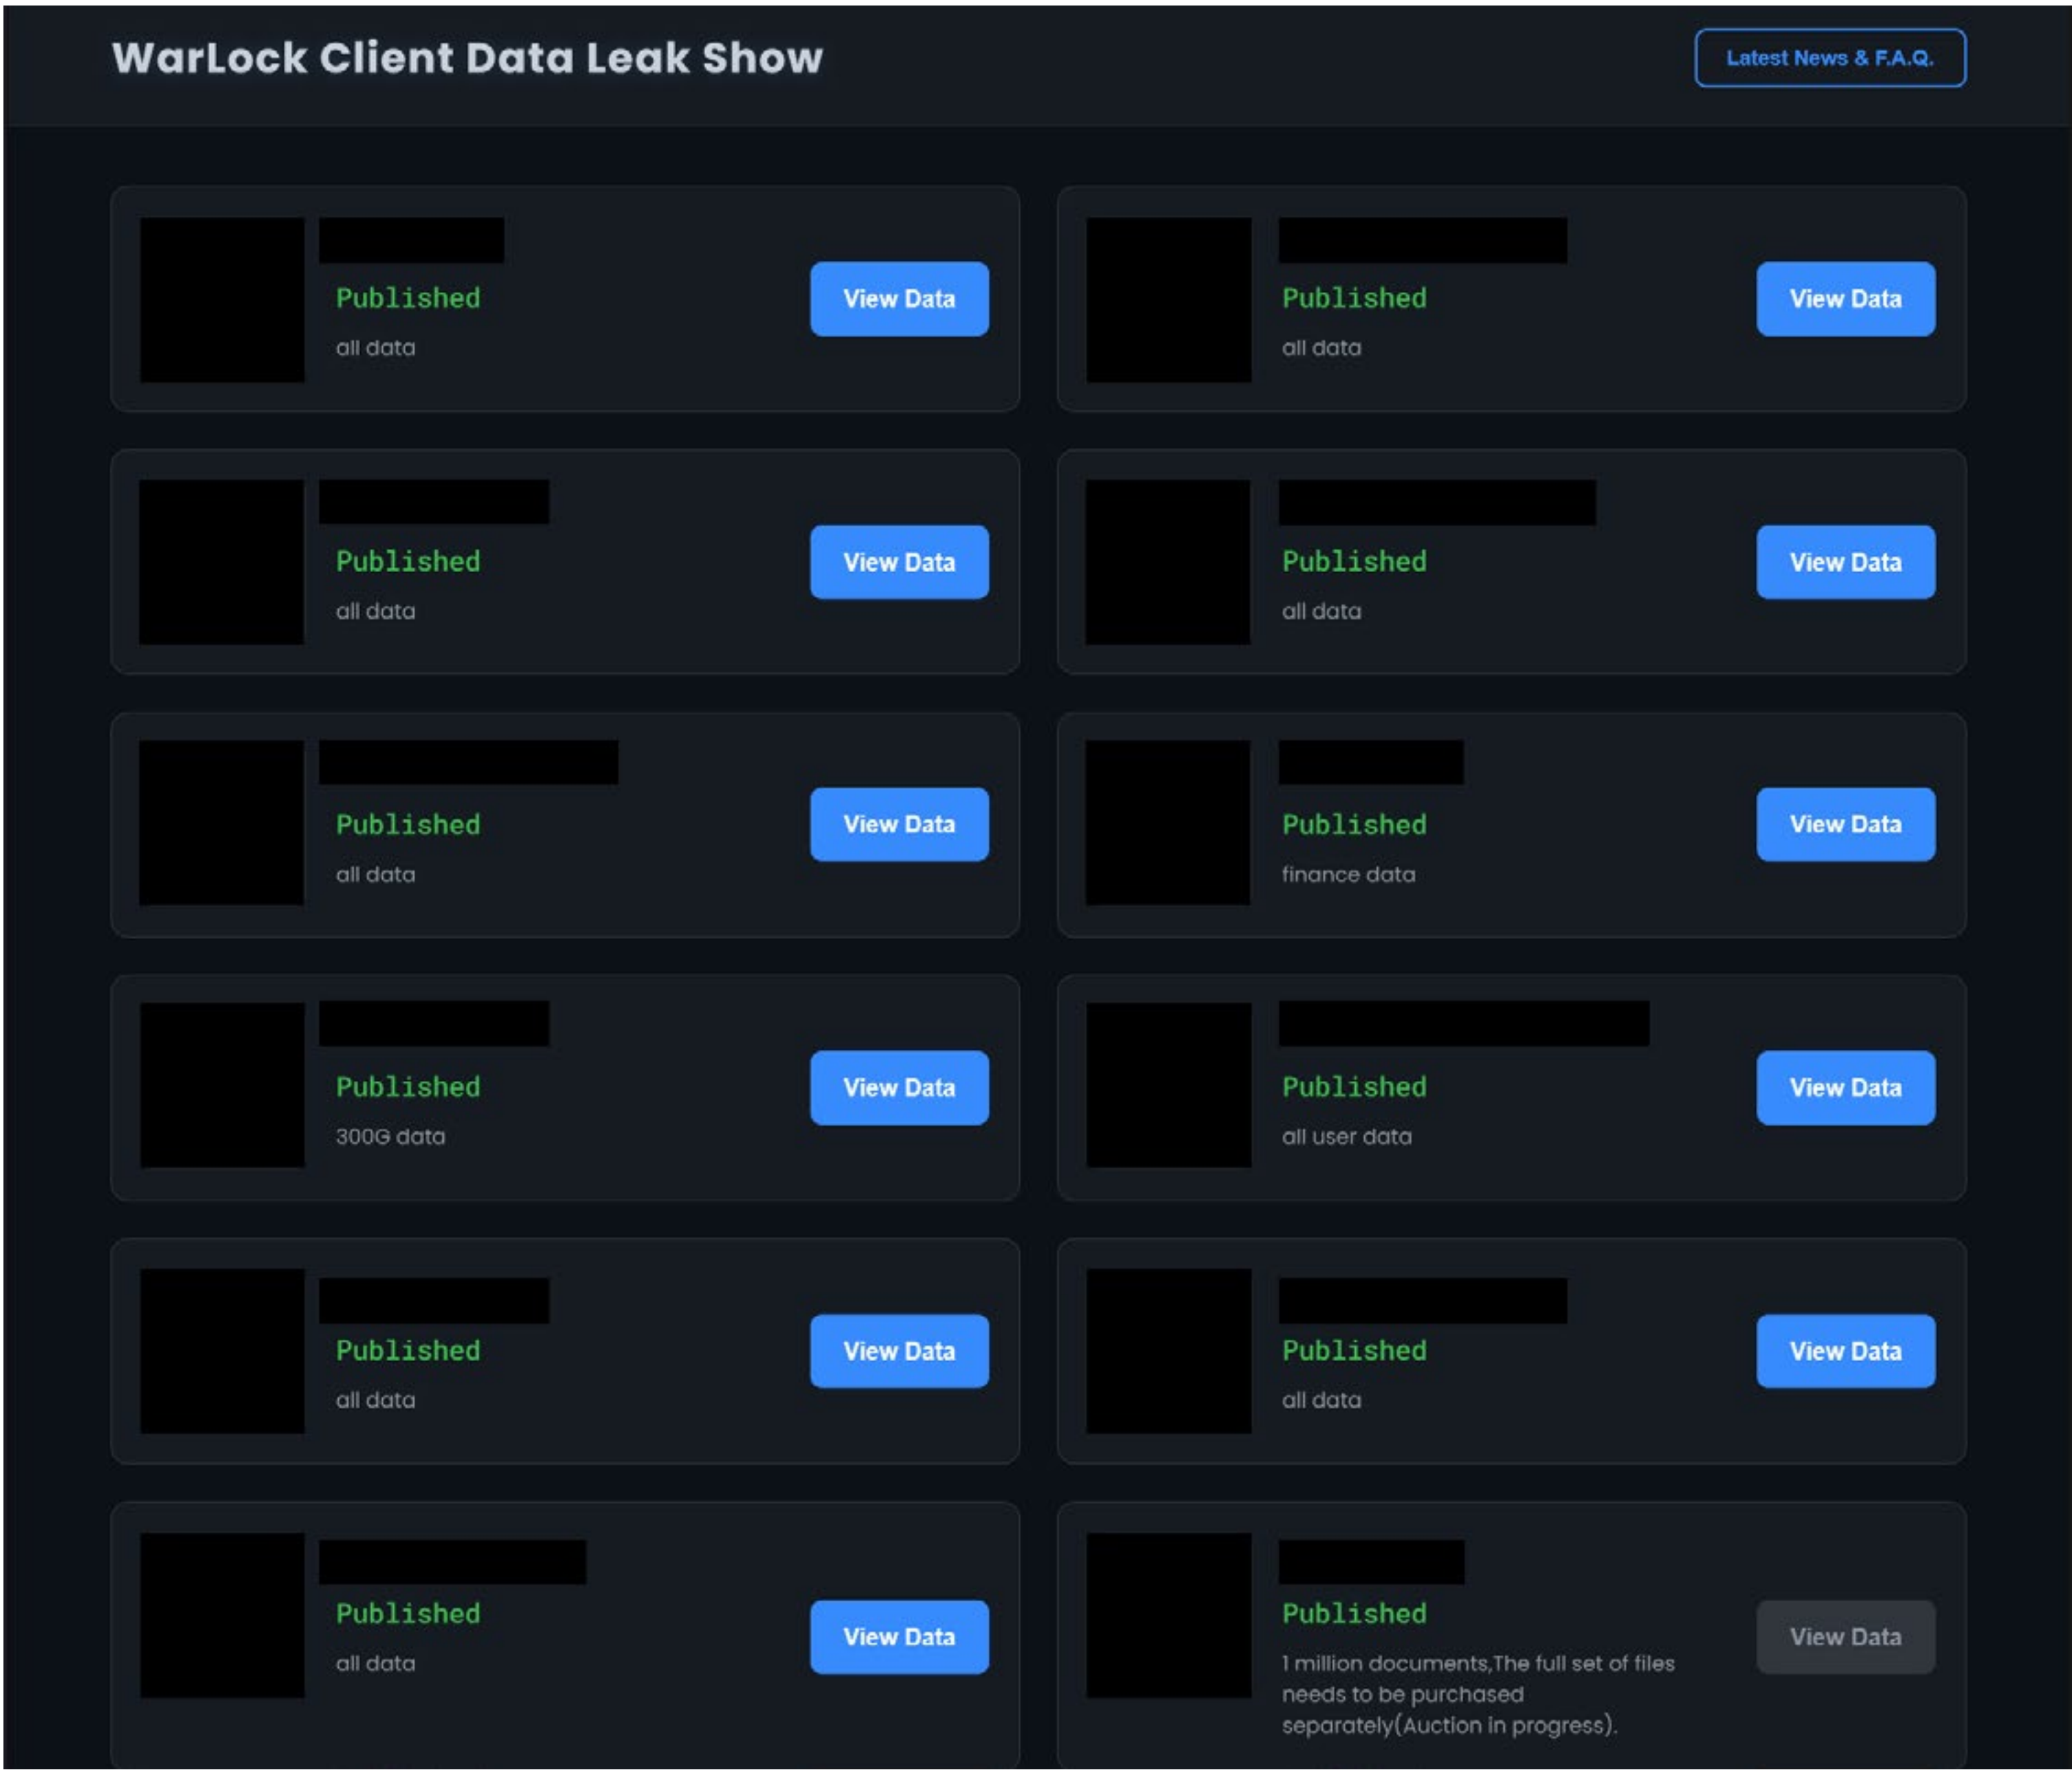 WarLock Client Data Leak Show
Latest News & F.A.Q.
Published
View Data
all data
Published
View Data
all data
Published
View Data
all data
Published
View Data
all data
Published
View Data
all data
Published
View Data
finance data
Published
View Data
300G data
Published
View Data
all user data
Published
View Data
all data
Published
View Data
all data
Published
View Data
all data
Published
View Data
1 million documents,The full set of files
needs to be purchased
separately(Auction in progress).